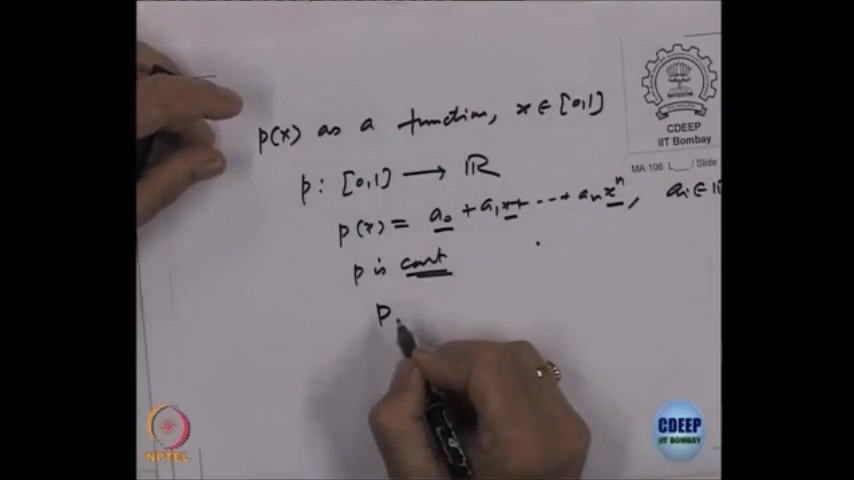 p(x) as a function, x ∈ [0,1]
p : [0,1] → ℝ
p(x) = a₀ + a₁x + ... + aₙxⁿ, aᵢ ∈ ℝ
p is cont
p
CDEEP
IIT Bombay
MA 106 L___/ Slide
NPTEL
CDEEP
IIT BOMBAY